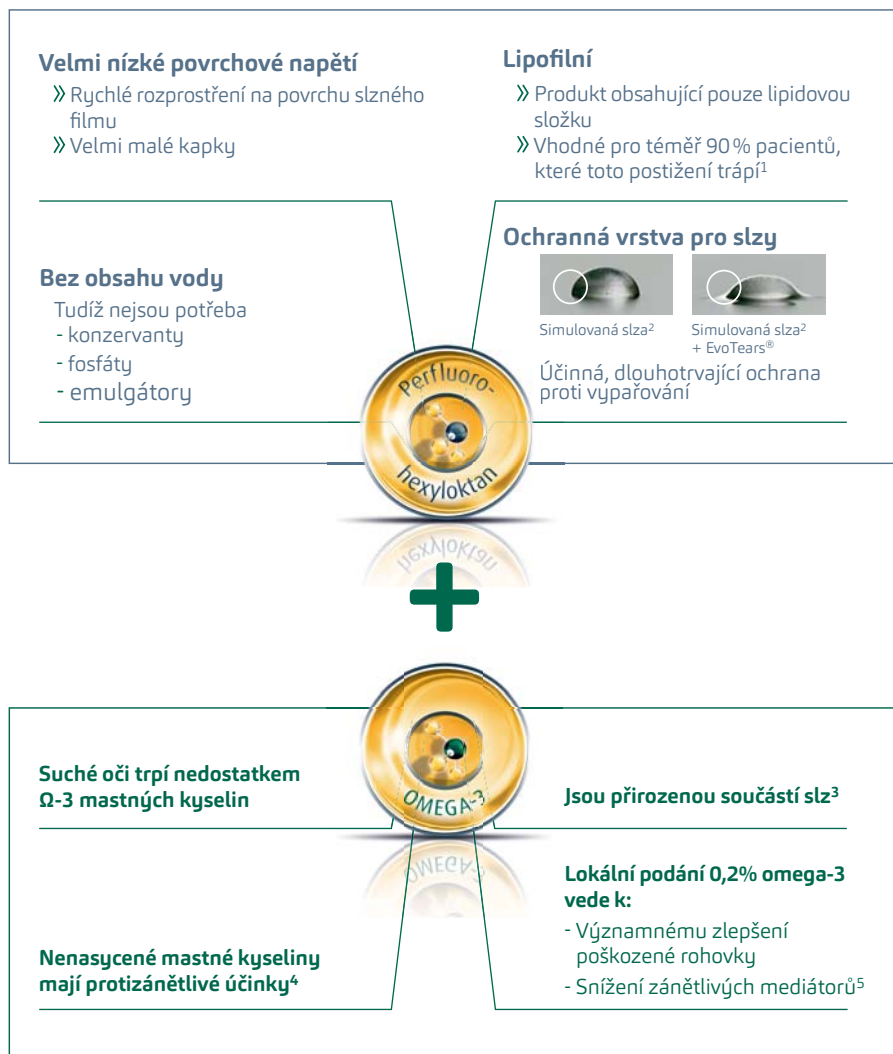 Velmi nízké povrchové napětí
» Rychlé rozprostření na povrchu slzného
filmu
» Velmi malé kapky
Lipofilní
» Produkt obsahující pouze lipidovou
složku
» Vhodné pro téměř 90 % pacientů,
které toto postižení trápí¹
Bez obsahu vody
Tudíž nejsou potřeba
- konzervanty
- fosfáty
- emulgátory
Ochranná vrstva pro slzy
Simulovaná slza²
Simulovaná slza²
+ EvoTears®
Účinná, dlouhotrvající ochrana
proti vypařování
Perfluoro-
hexyloktan
hexyloktan
+
OMEGA-3
OMEGA-3
Suché oči trpí nedostatkem
Ω-3 mastných kyselin
Jsou přirozenou součástí slz³
Nenasycené mastné kyseliny
mají protizánětlivé účinky⁴
Lokální podání 0,2% omega-3
vede k:
- Významnému zlepšení
poškozené rohovky
- Snížení zánětlivých mediátorů⁵